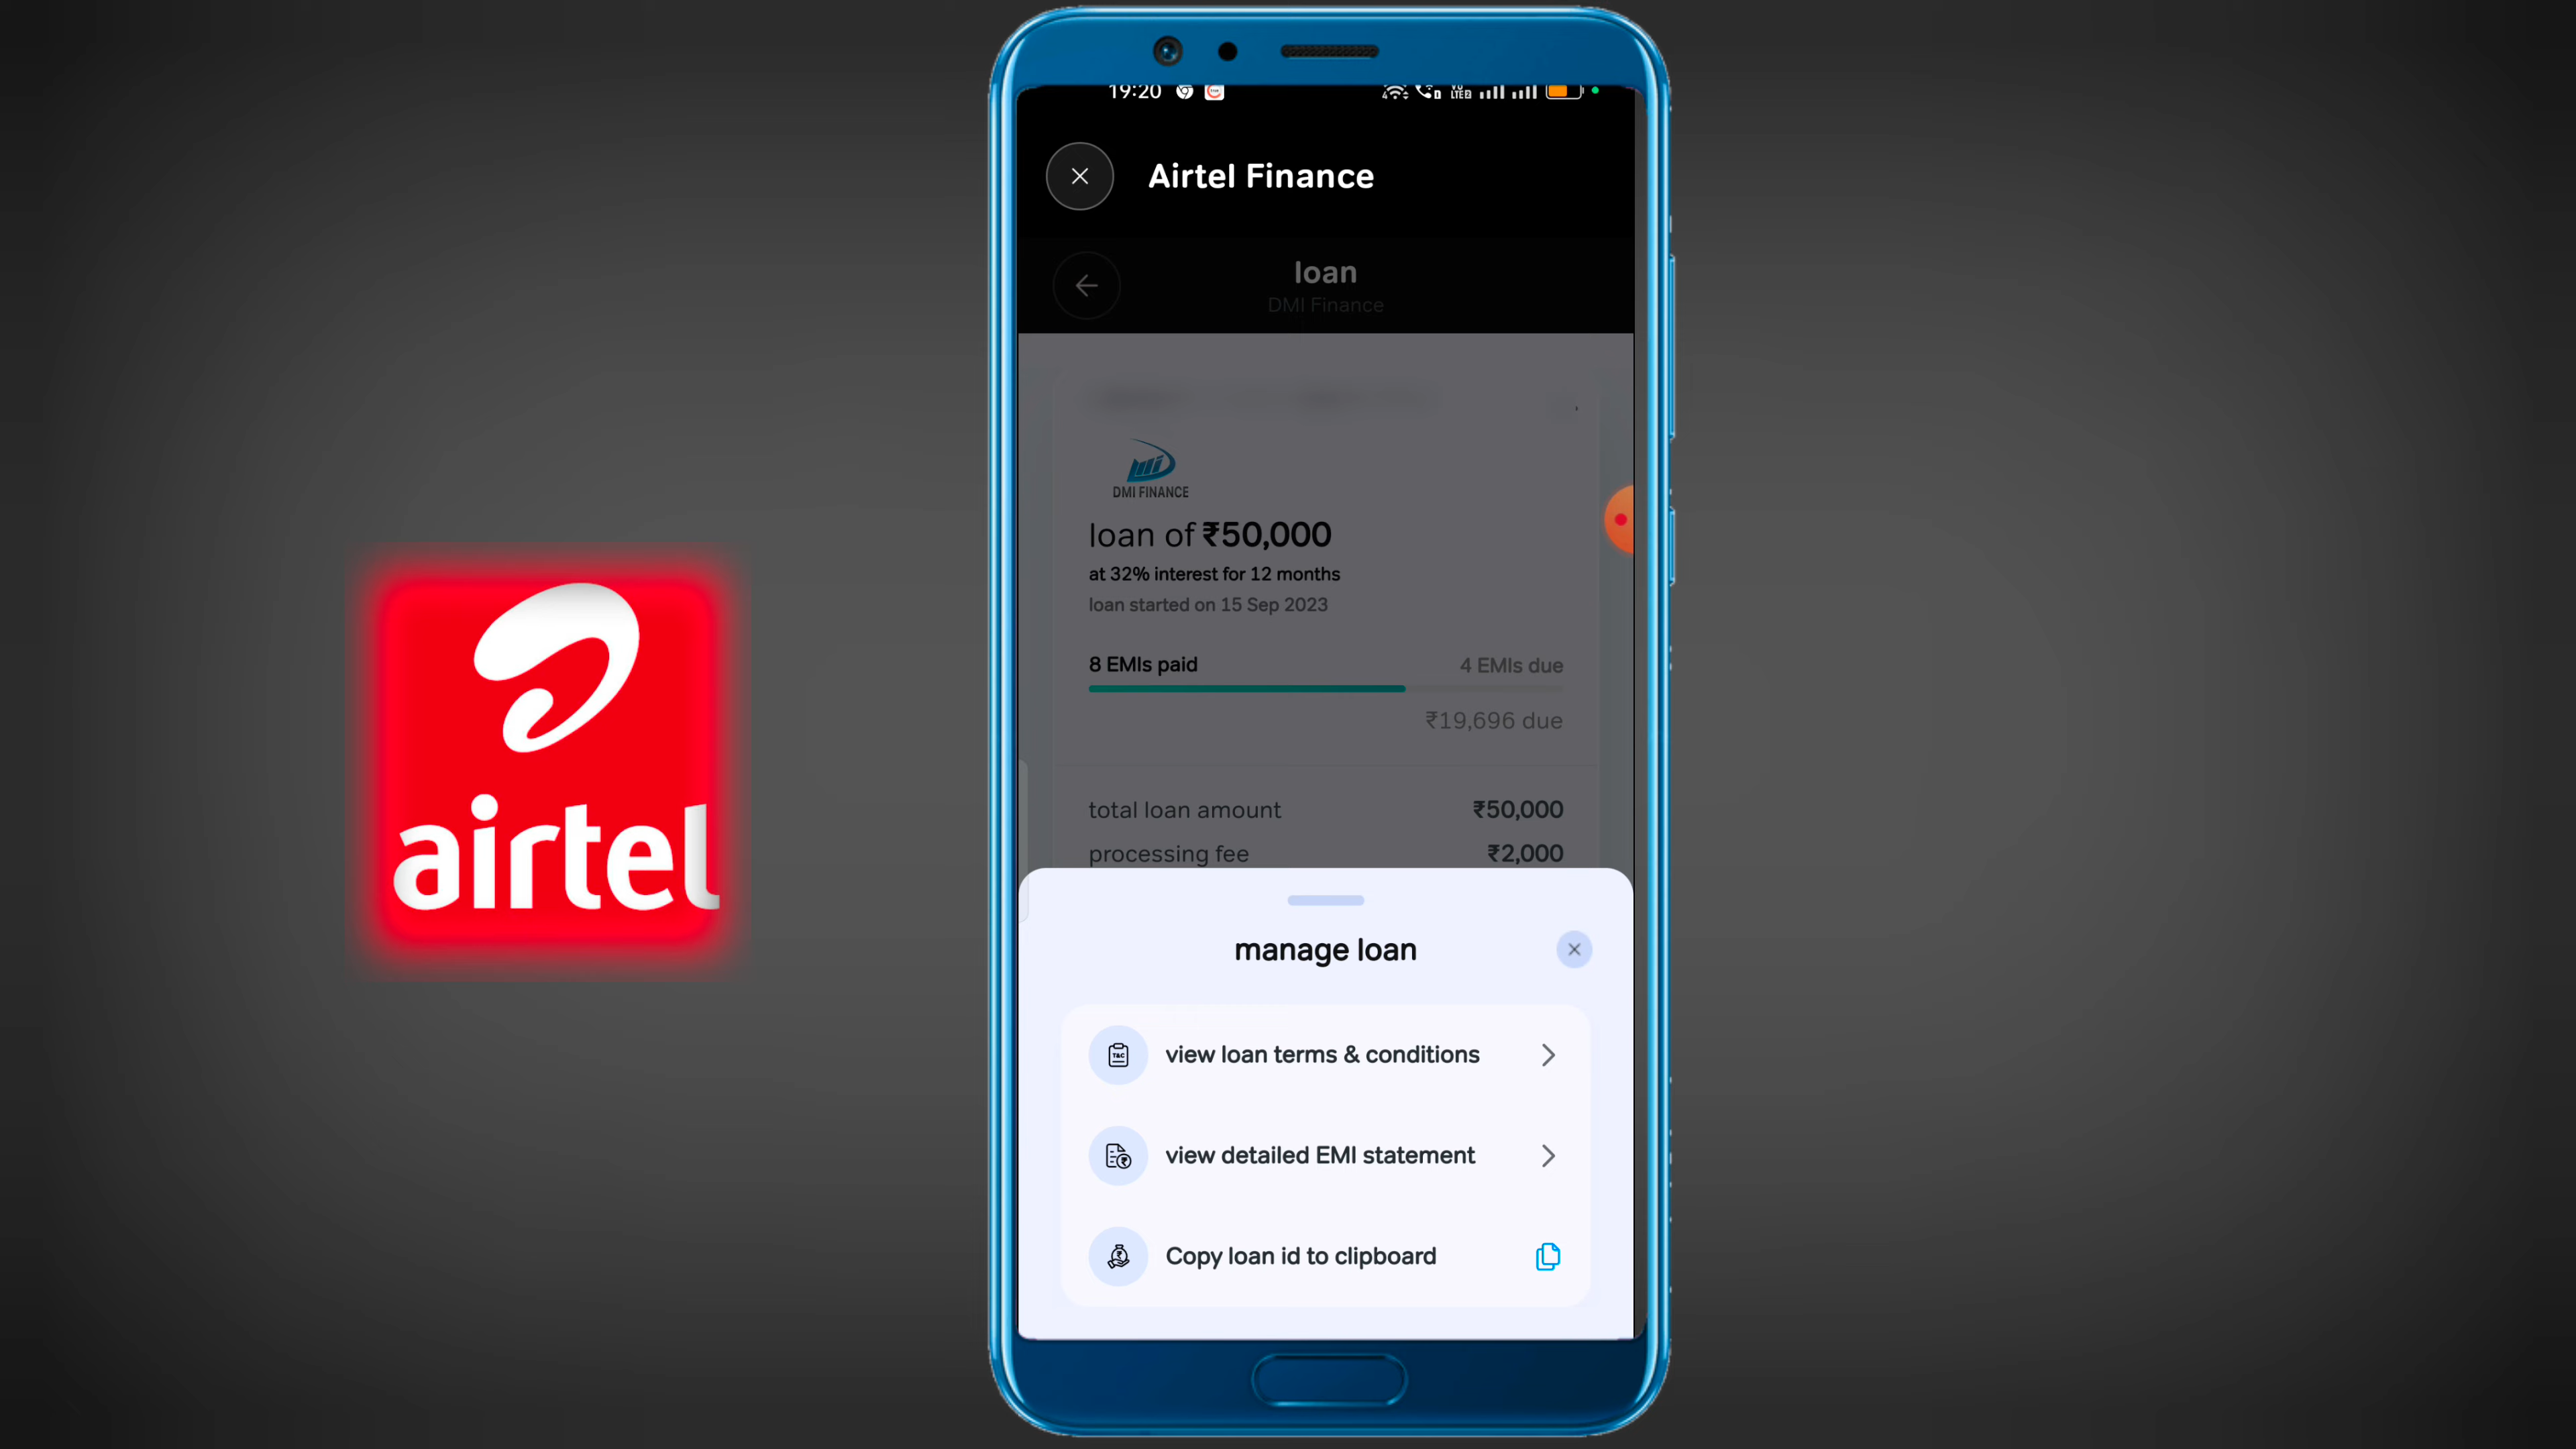 19:20
Airtel Finance
loan
DMI Finance
DMI FINANCE
loan of ₹50,000
at 32% interest for 12 months
loan started on 15 Sep 2023
8 EMIs paid
4 EMIs due
₹19,696 due
total loan amount ₹50,000
processing fee ₹2,000
airtel
manage loan
T&C
view loan terms & conditions
view detailed EMI statement
Copy loan id to clipboard